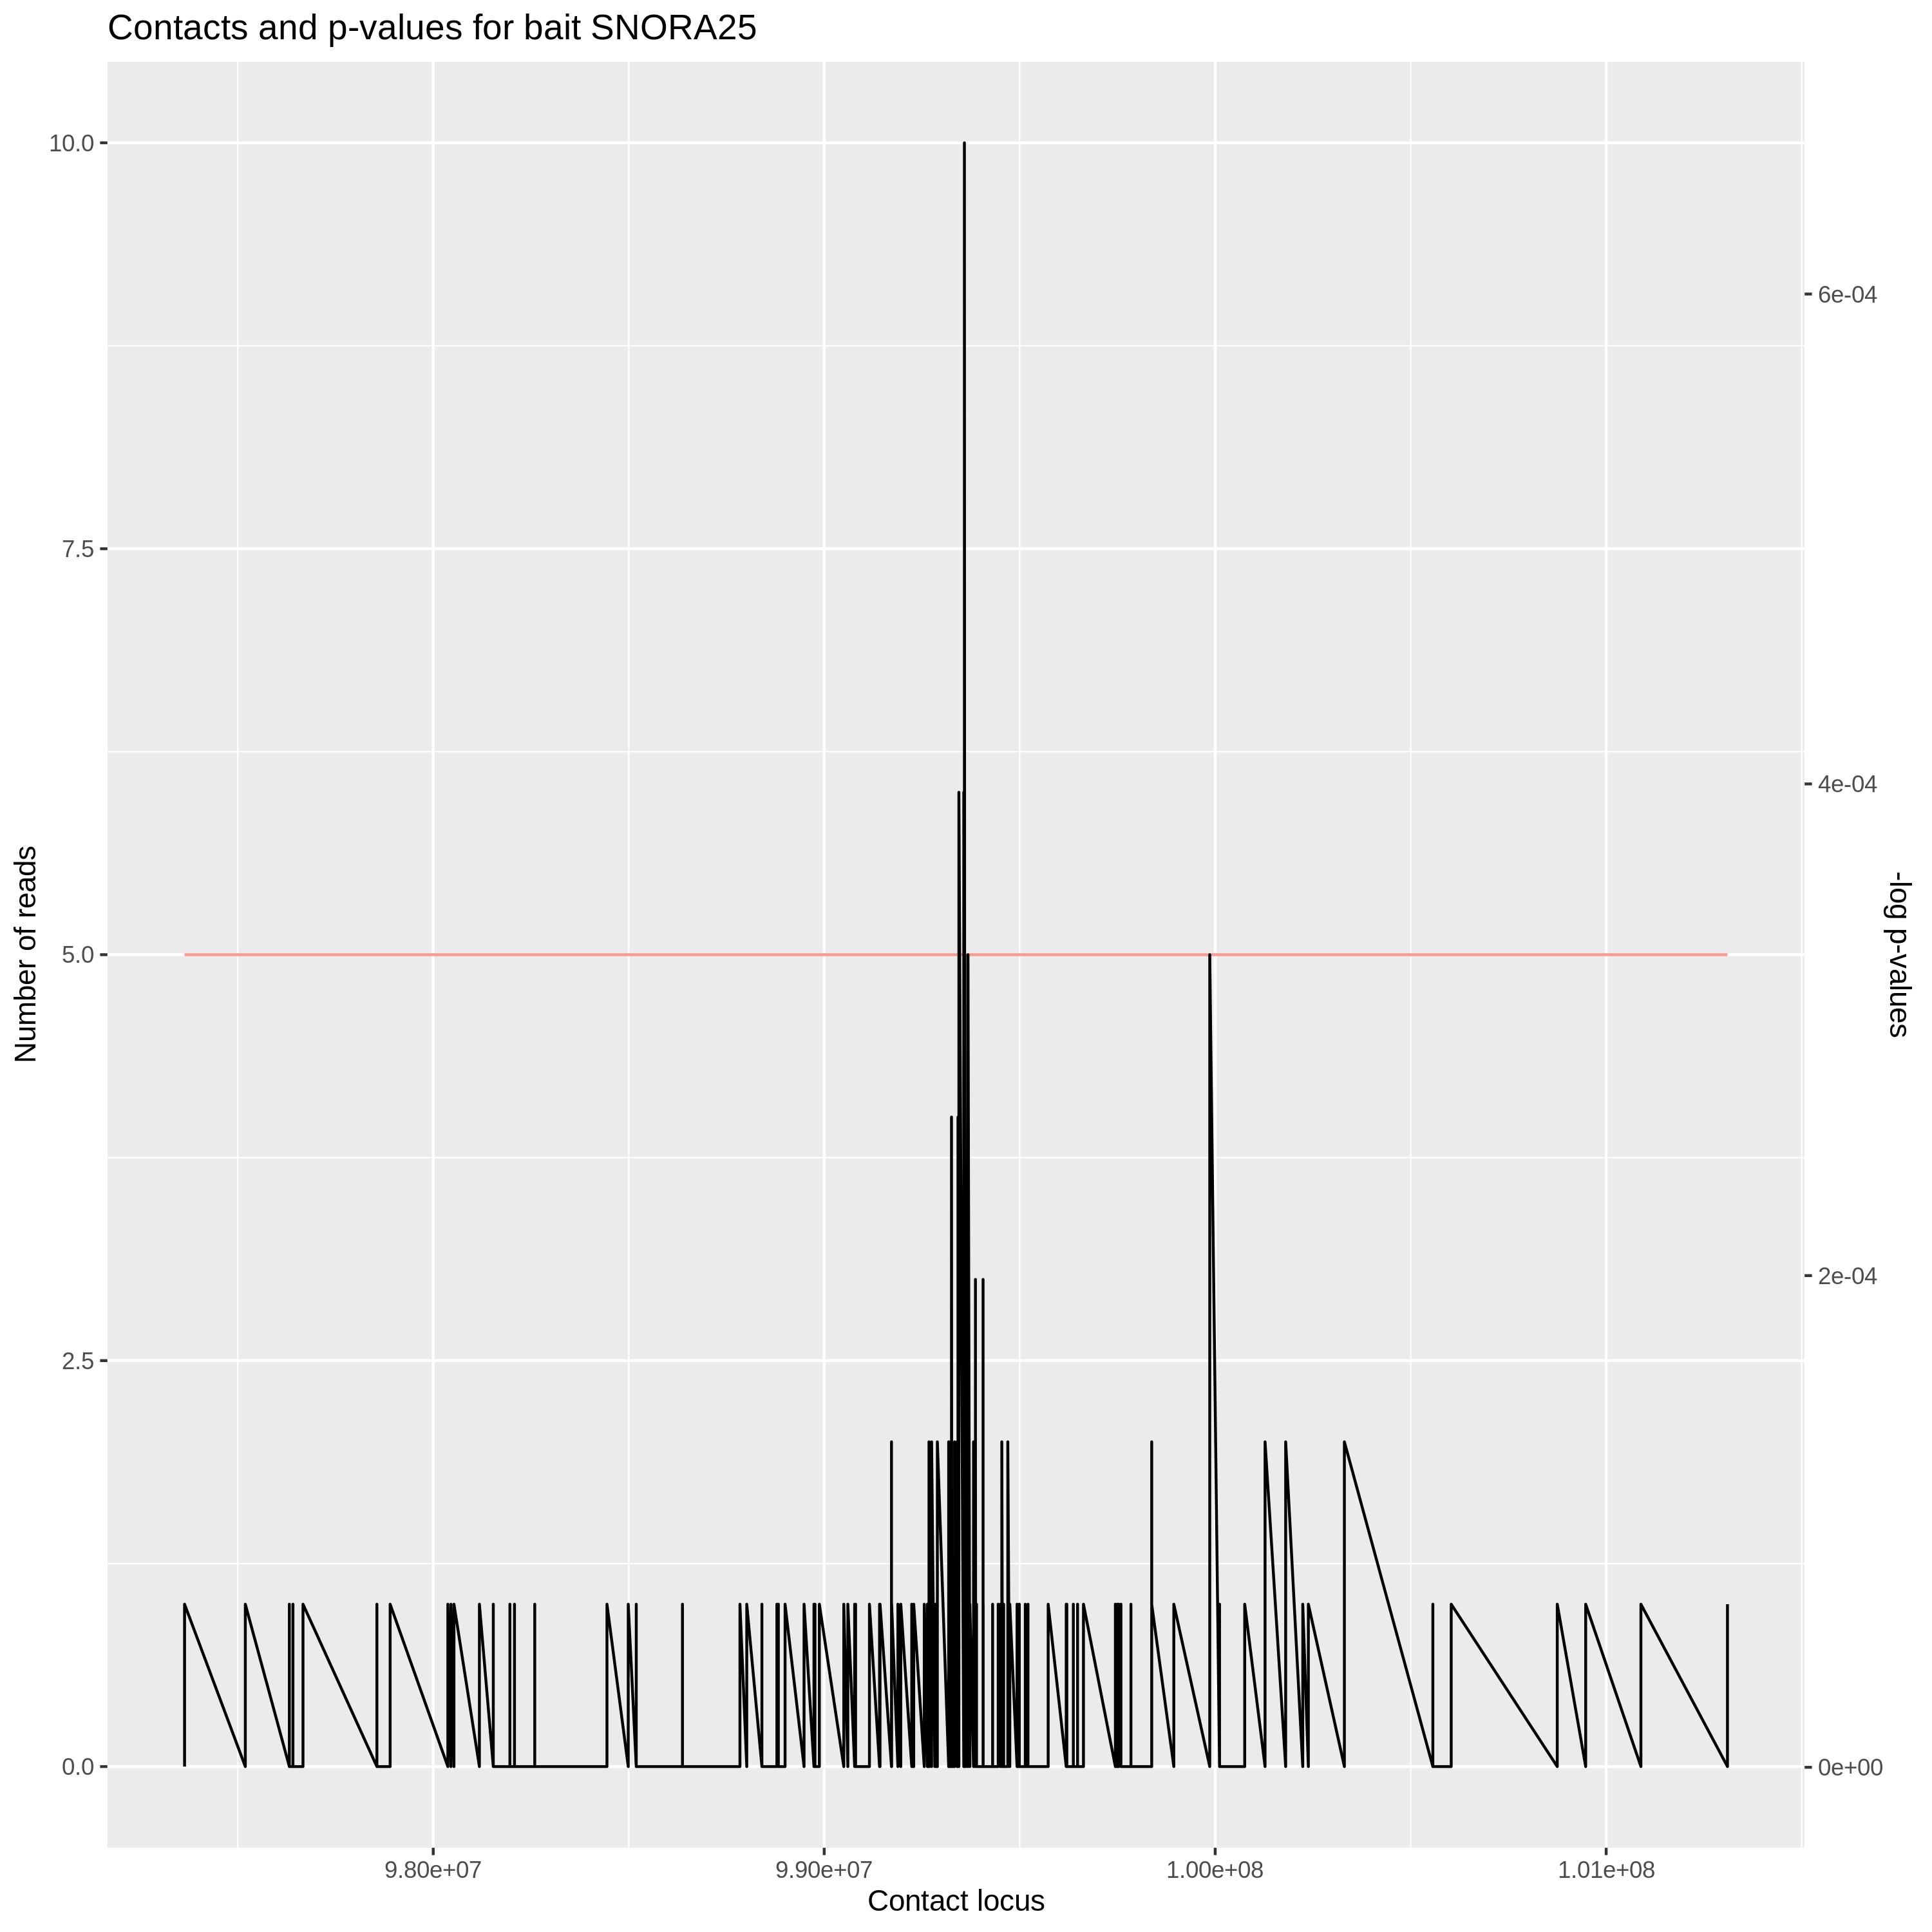 Contacts and p-values for bait SNORA25
10.0
7.5
5.0
2.5
0.0
Number of reads
6e-04
4e-04
2e-04
0e+00
-log p-values
9.80e+07
9.90e+07
1.00e+08
1.01e+08
Contact locus